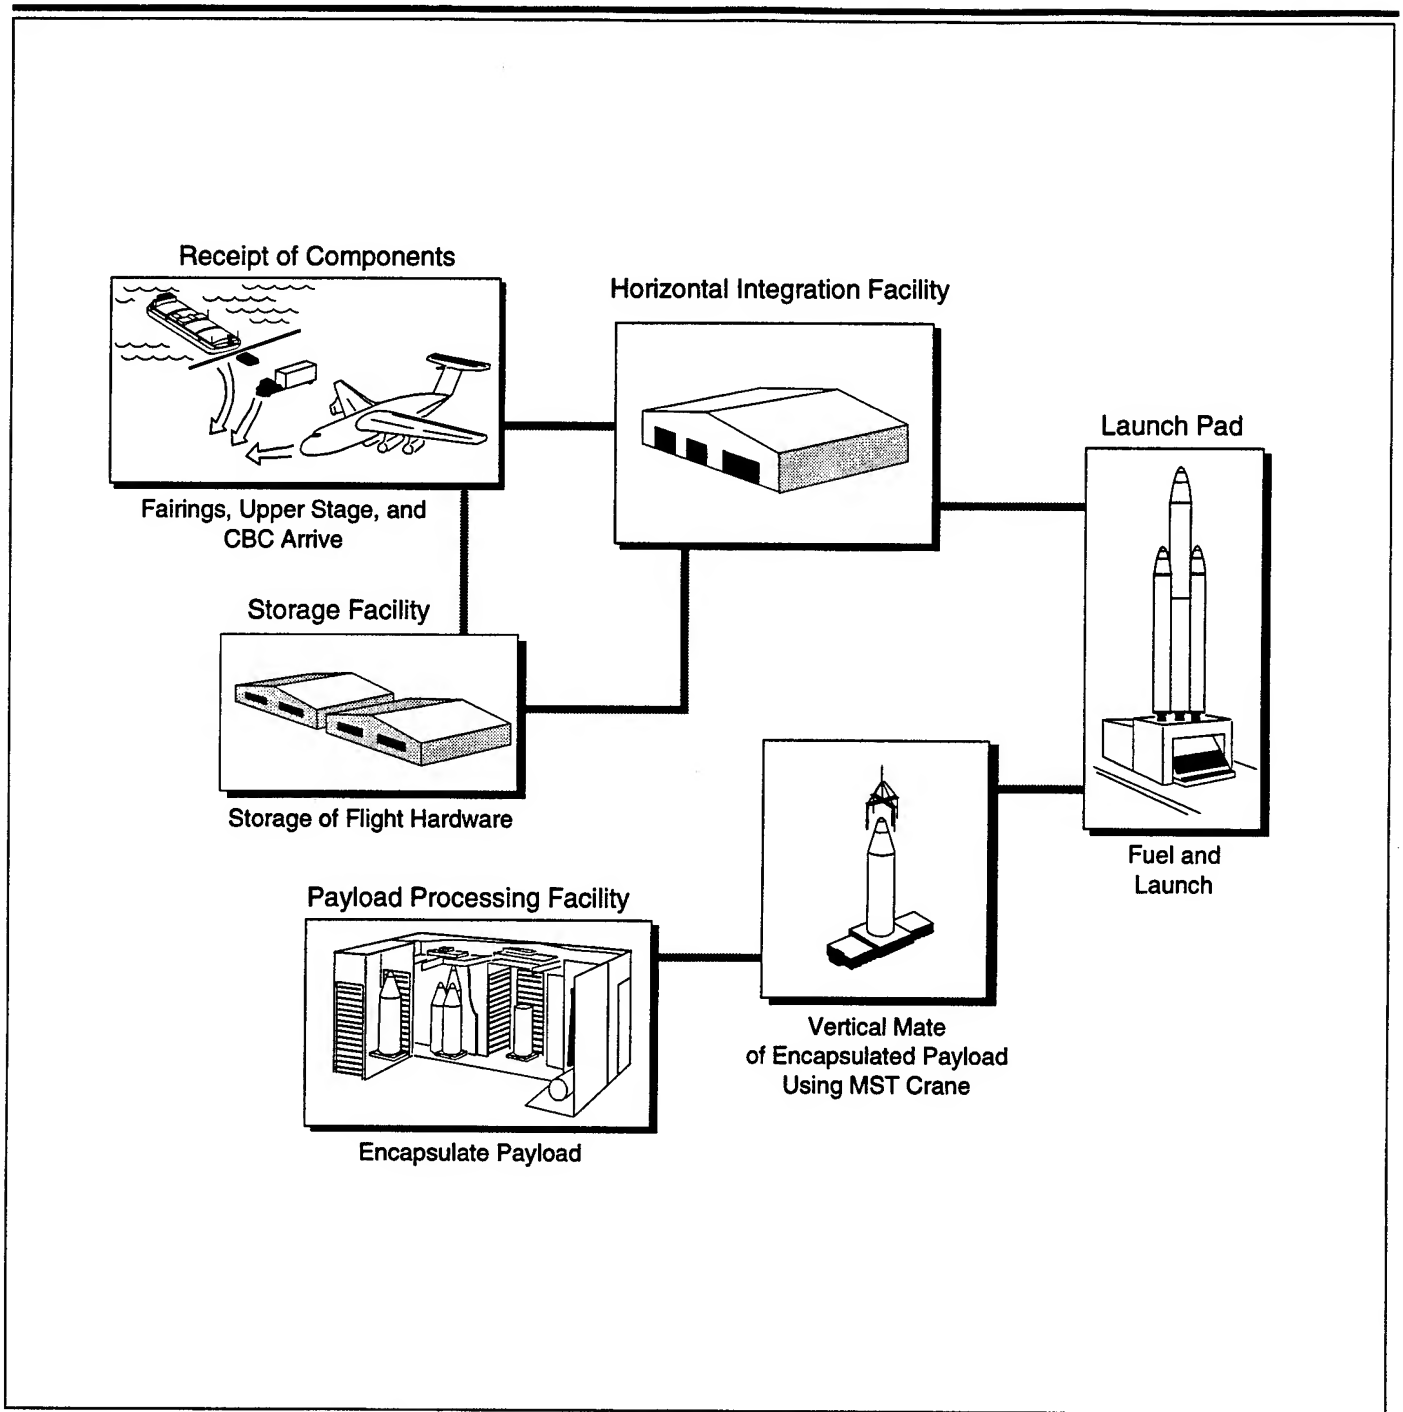 Receipt of Components
Fairings, Upper Stage, and
CBC Arrive
Horizontal Integration Facility
Launch Pad
Fuel and
Launch
Storage Facility
Storage of Flight Hardware
Payload Processing Facility
Encapsulate Payload
Vertical Mate
of Encapsulated Payload
Using MST Crane